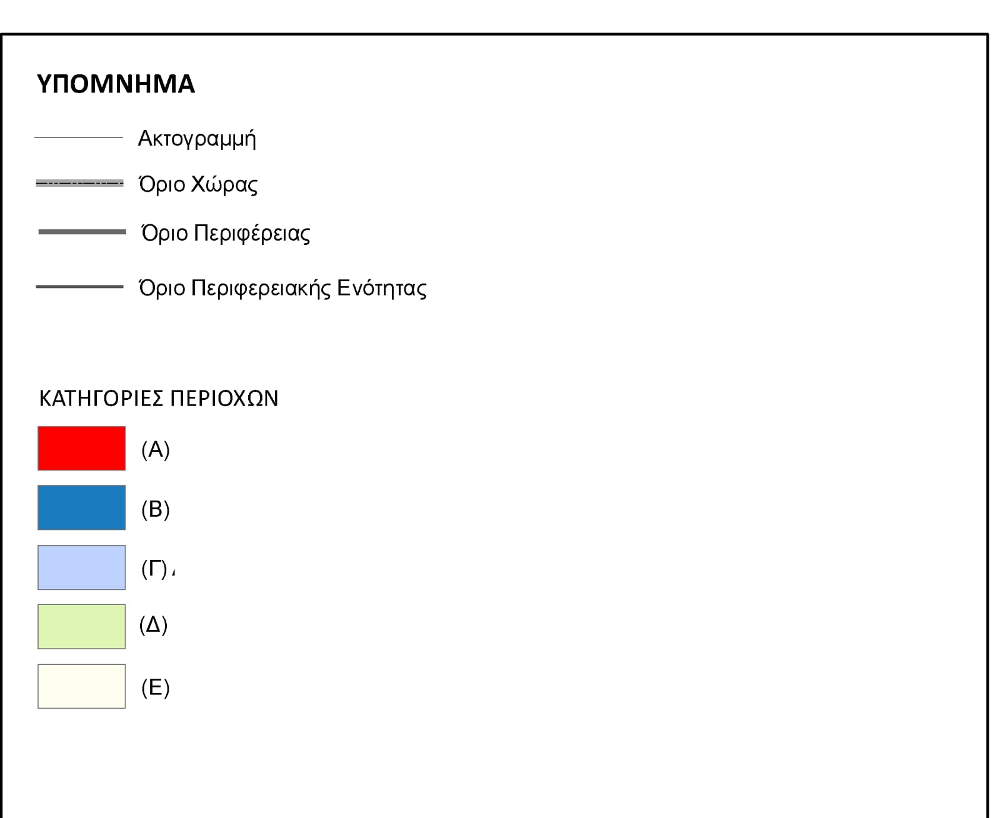 ΥΠΟΜΝΗΜΑ
Ακτογραμμή
Όριο Χώρας
Όριο Περιφέρειας
Όριο Περιφερειακής Ενότητας
ΚΑΤΗΓΟΡΙΕΣ ΠΕΡΙΟΧΩΝ
(Α)
(Β)
(Γ)
(Δ)
(Ε)